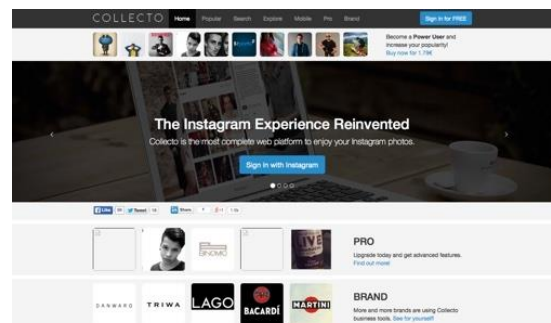 COLLECTO Home Popular Search Explore Mobile Pro Brand Sign in for FREE
Become a Power User and
increase your popularity!
Buy now for 1.79€
The Instagram Experience Reinvented
Collecto is the most complete web platform to enjoy your Instagram photos.
Sign in with Instagram
Like Tweet Share
PRO
Upgrade today and get advanced features.
Find out more!
BINOMIO
LIVE
DANWARD TRIWA LAGO BACARDI MARTINI
BRAND
More and more brands are using Collecto
business tools. See for yourself!